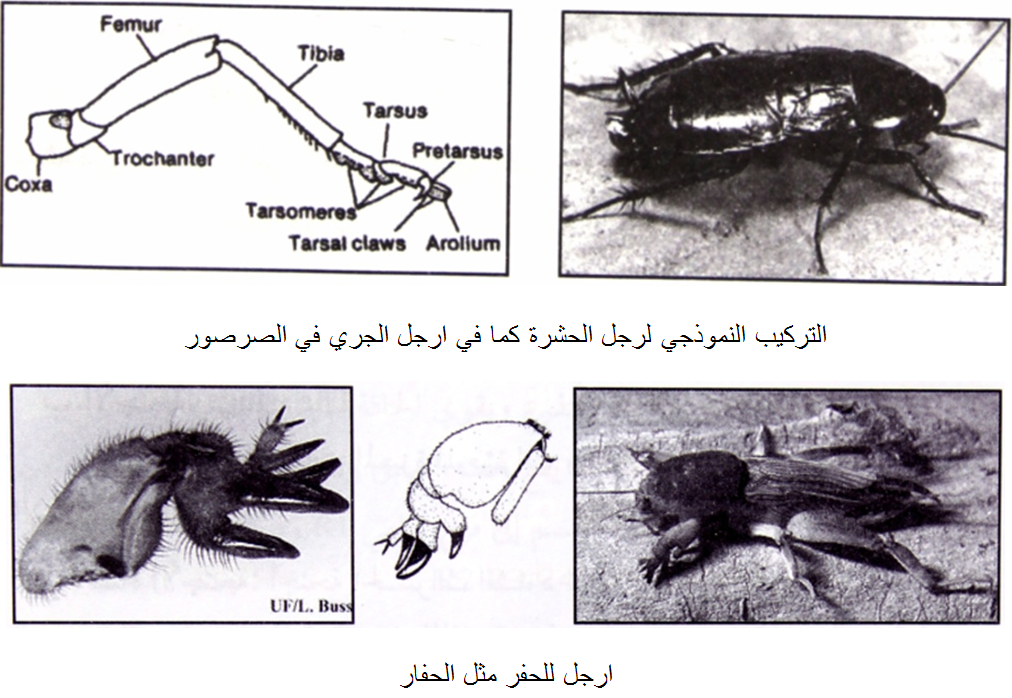 Femur
Tibia
Tarsus
Pretarsus
Trochanter
Coxa
Tarsomeres
Tarsal claws
Arolium
التركيب النموذجي لرجل الحشرة كما في ارجل الجري في الصرصور
UF/L. Buss
ارجل للحفر مثل الحفار